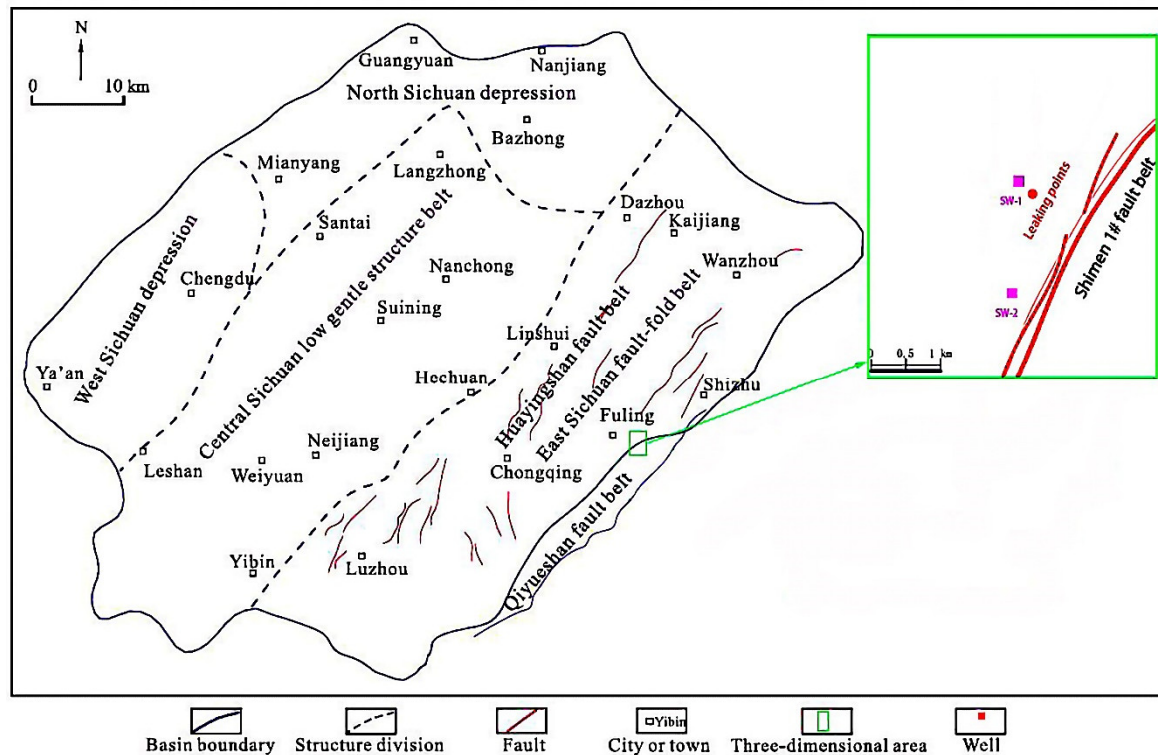 N
0 10 km
Guangyuan
Nanjiang
North Sichuan depression
Bazhong
Mianyang
Langzhong
Santai
Dazhou
Kaijiang
Wanzhou
West Sichuan depression
Chengdu
Central Sichuan low gentle structure belt
Nanchong
Suining
Linshui
Huayingshan fault belt
East Sichuan fault-fold belt
Ya'an
Hechuan
Shizhu
Fuling
Leshan
Weiyuan
Neijiang
Chongqing
Qiyueshan fault belt
Yibin
Luzhou
SW-1
Leaking points
Shimen 1# fault belt
SW-2
0 0.5 1 km
Basin boundary
Structure division
Fault
Yibin
City or town
Three-dimensional area
Well